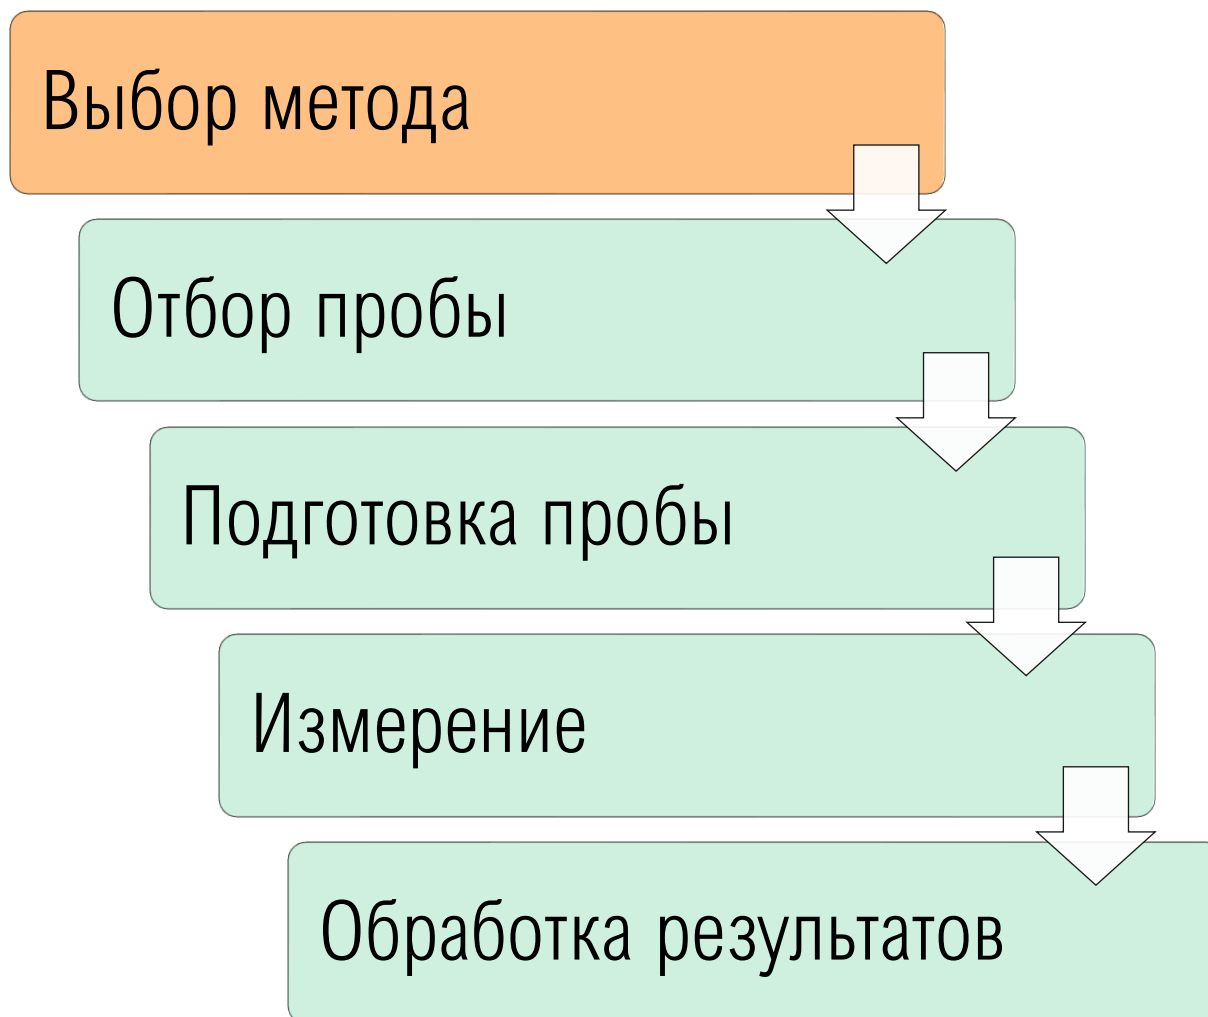 Выбор метода
Отбор пробы
Подготовка пробы
Измерение
Обработка результатов